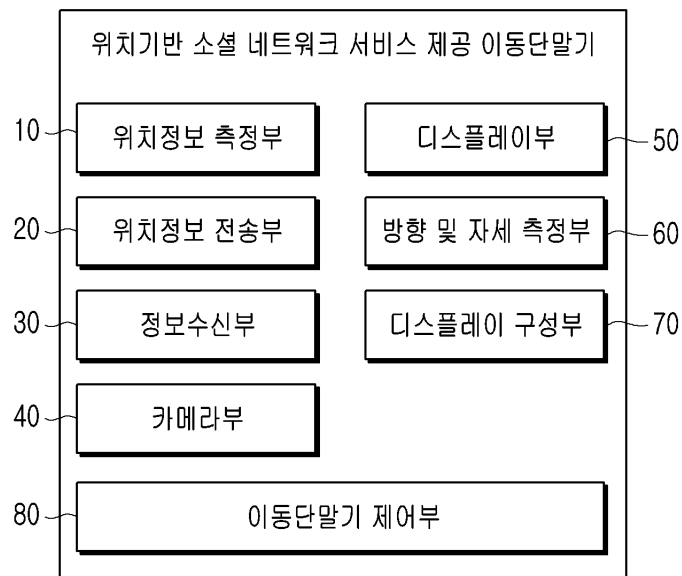 위치기반 소셜 네트워크 서비스 제공 이동단말기
10 위치정보 측정부
디스플레이부 50
20 위치정보 전송부
방향 및 자세 측정부 60
30 정보수신부
디스플레이 구성부 70
40 카메라부
80 이동단말기 제어부